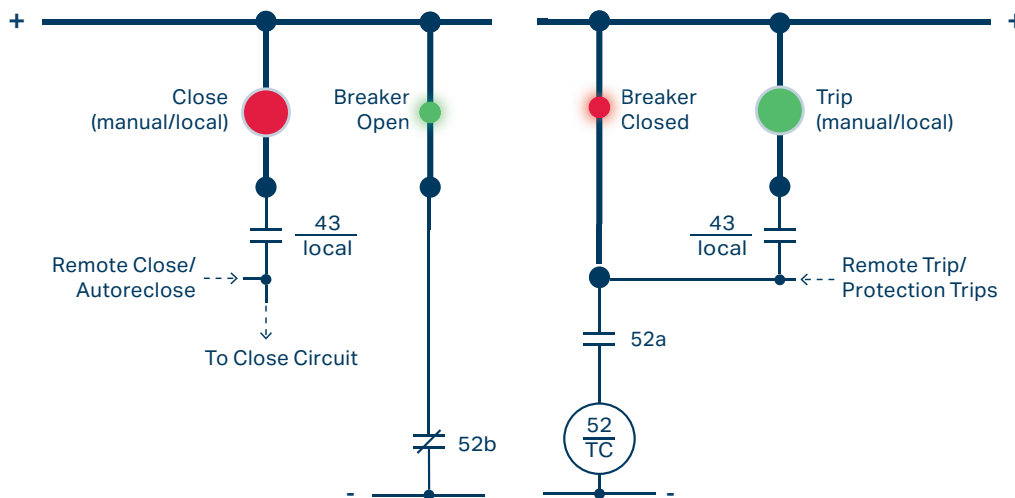 +
+
Close
(manual/local)
Breaker
Open
Breaker
Closed
Trip
(manual/local)
43
local
43
local
Remote Close/
Autoreclose
Remote Trip/
Protection Trips
To Close Circuit
52a
52b
52
TC
-
-